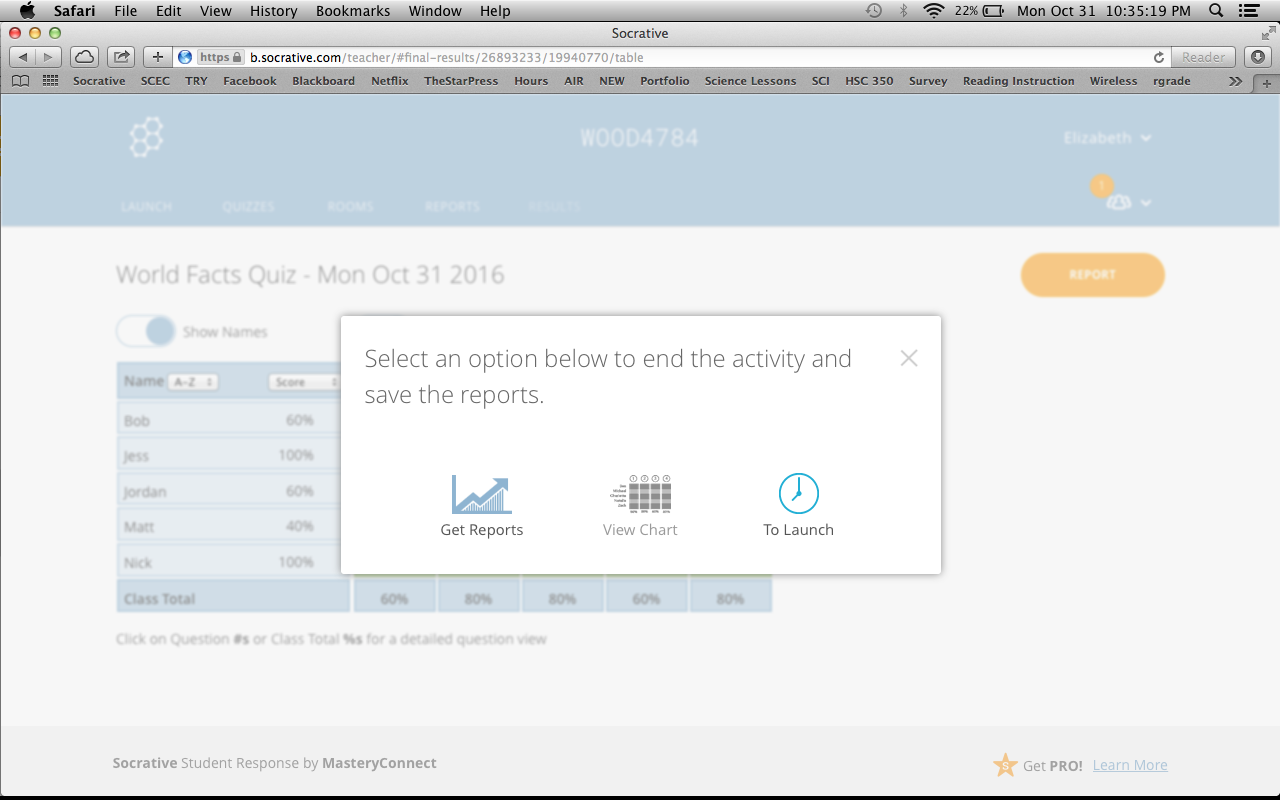 Safari File Edit View History Bookmarks Window Help 22% Mon Oct 31 10:35:19 PM
Socrative
https b.socrative.com/teacher/#final-results/26893233/19940770/table Reader
Socrative SCEC TRY Facebook Blackboard Netflix TheStarPress Hours AIR NEW Portfolio Science Lessons SCI HSC 350 Survey Reading Instruction Wireless rgrade
WOOD4784 Elizabeth
1
LAUNCH QUIZZES ROOMS REPORTS RESULTS
World Facts Quiz - Mon Oct 31 2016 REPORT
Show Names
Select an option below to end the activity and
save the reports.
Name A-Z Score
Bob 60%
Jess 100%
Jordan 60%
Matt 40%
Nick 100%
Get Reports View Chart To Launch
Class Total 60% 80% 80% 60% 80%
Click on Question #s or Class Total %s for a detailed question view
Socrative Student Response by MasteryConnect S Get PRO! Learn More